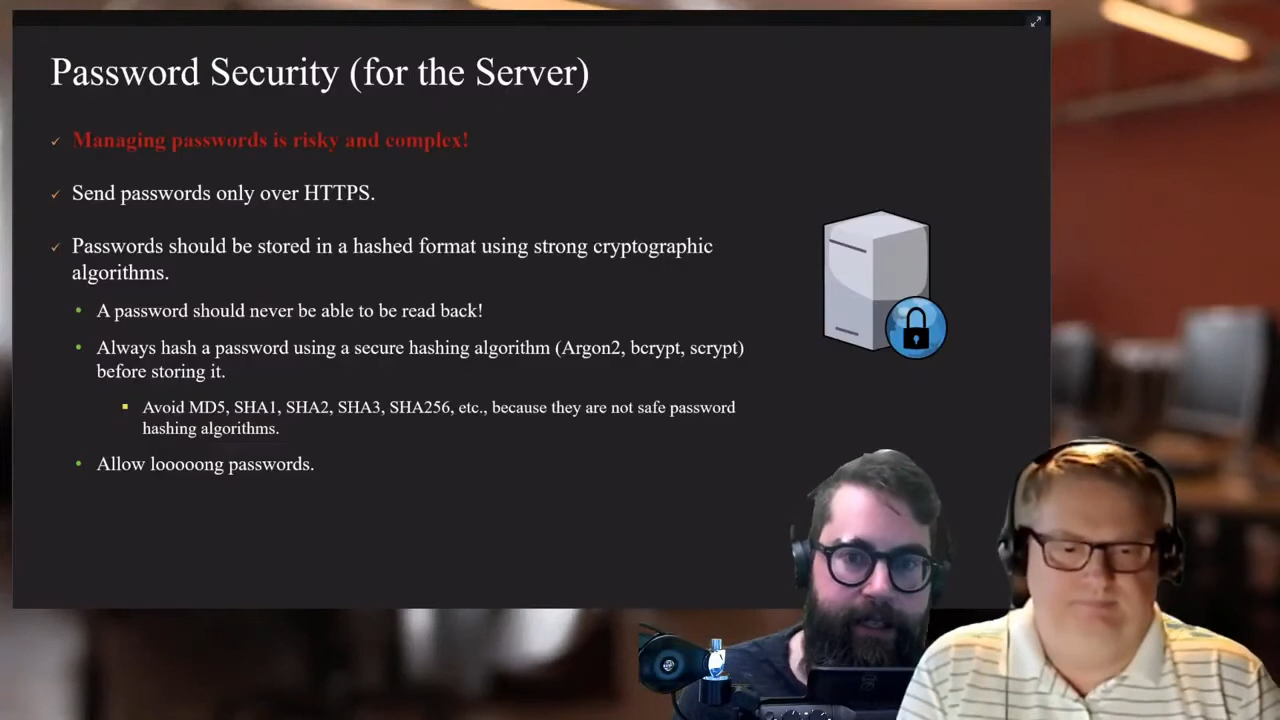 Password Security (for the Server)
Managing passwords is risky and complex!
Send passwords only over HTTPS.
Passwords should be stored in a hashed format using strong cryptographic
algorithms.
A password should never be able to be read back!
Always hash a password using a secure hashing algorithm (Argon2, bcrypt, scrypt)
before storing it.
Avoid MD5, SHA1, SHA2, SHA3, SHA256, etc., because they are not safe password
hashing algorithms.
Allow looooong passwords.